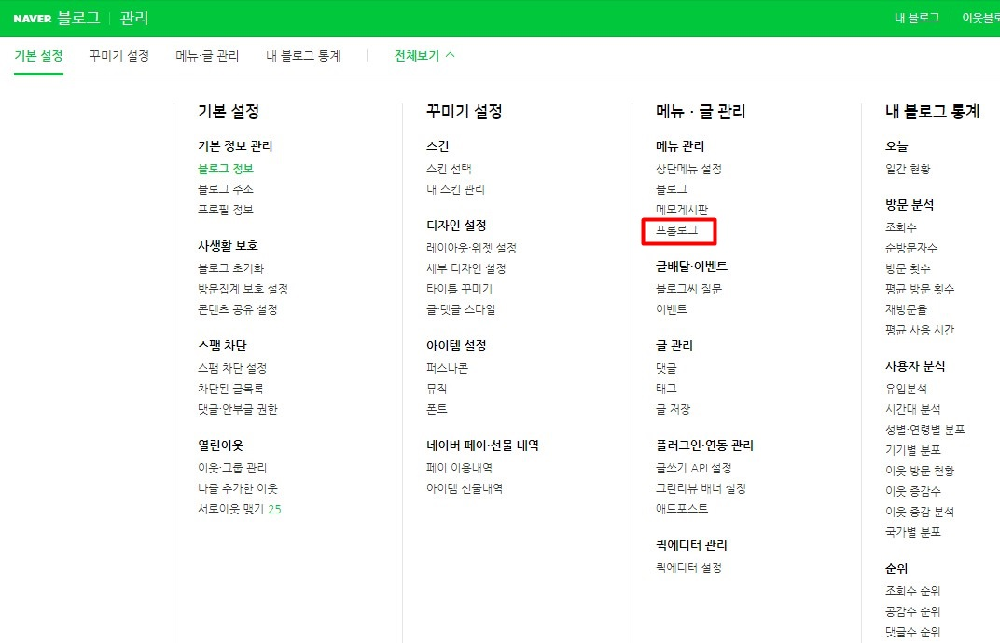 NAVER 블로그 관리 내 블로그
기본 설정 꾸미기 설정 메뉴·글 관리 내 블로그 통계 전체보기
기본 설정
기본 정보 관리
블로그 정보
블로그 주소
프로필 정보
사생활 보호
블로그 초기화
방문집계 보호 설정
콘텐츠 공유 설정
스팸 차단
스팸 차단 설정
차단된 글목록
댓글·안부글 권한
열린이웃
이웃·그룹 관리
나를 추가한 이웃
서로이웃 맺기 25
꾸미기 설정
스킨
스킨 선택
내 스킨 관리
디자인 설정
레이아웃·위젯 설정
세부 디자인 설정
타이틀 꾸미기
글·댓글 스타일
아이템 설정
퍼스나콘
뮤직
폰트
네이버 페이·선물 내역
페이 이용내역
아이템 선물내역
메뉴 · 글 관리
메뉴 관리
상단메뉴 설정
블로그
메모게시판
프롤로그
글배달·이벤트
블로그씨 질문
이벤트
글 관리
댓글
태그
글 저장
플러그인·연동 관리
글쓰기 API 설정
그린리뷰 배너 설정
애드포스트
퀵에디터 관리
퀵에디터 설정
내 블로그 통계
오늘
일간 현황
방문 분석
조회수
순방문자수
방문 횟수
평균 방문 횟수
재방문율
평균 사용 시간
사용자 분석
유입분석
시간대 분석
성별·연령별 분포
기기별 분포
이웃 방문 현황
이웃 증감수
이웃 증감 분석
국가별 분포
순위
조회수 순위
공감수 순위
댓글수 순위